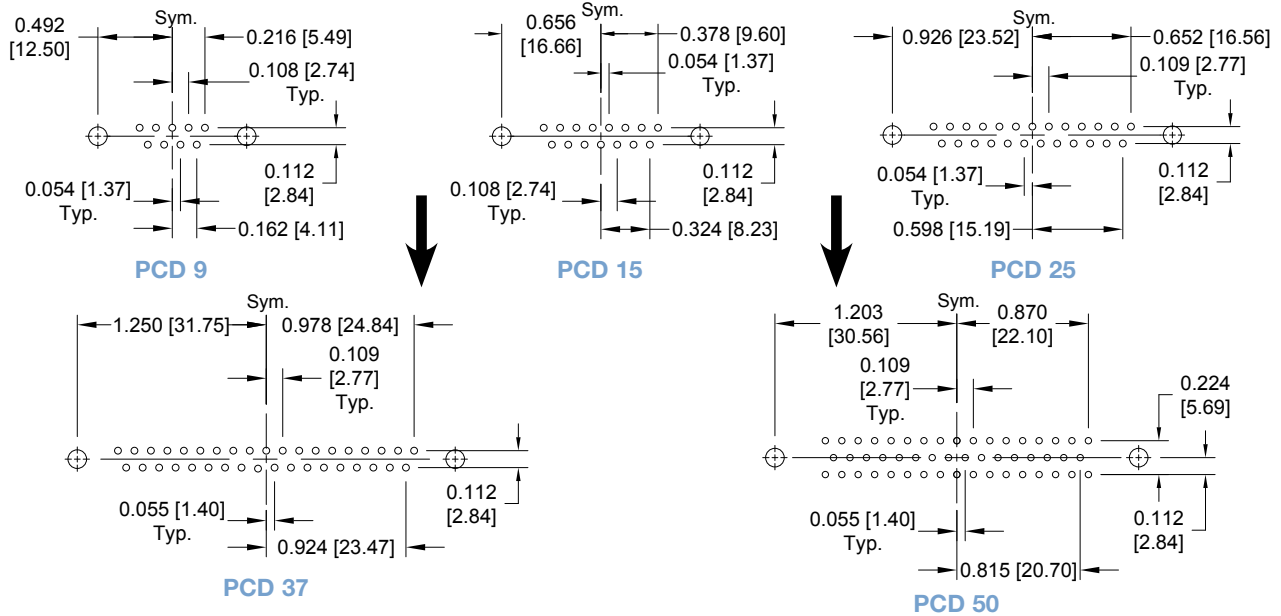 Sym.
0.492
[12.50]
0.216 [5.49]
0.108 [2.74]
Typ.
0.112
[2.84]
0.054 [1.37]
Typ.
0.162 [4.11]
PCD 9
Sym.
0.656
[16.66]
0.378 [9.60]
0.054 [1.37]
Typ.
0.108 [2.74]
Typ.
0.112
[2.84]
0.324 [8.23]
PCD 15
Sym.
0.926 [23.52]
0.652 [16.56]
0.109 [2.77]
Typ.
0.054 [1.37]
Typ.
0.112
[2.84]
0.598 [15.19]
PCD 25
Sym.
1.250 [31.75]
0.978 [24.84]
0.109
[2.77]
Typ.
0.055 [1.40]
Typ.
0.112
[2.84]
0.924 [23.47]
PCD 37
Sym.
1.203
[30.56]
0.870
[22.10]
0.109
[2.77]
Typ.
0.224
[5.69]
0.055 [1.40]
Typ.
0.112
[2.84]
0.815 [20.70]
PCD 50